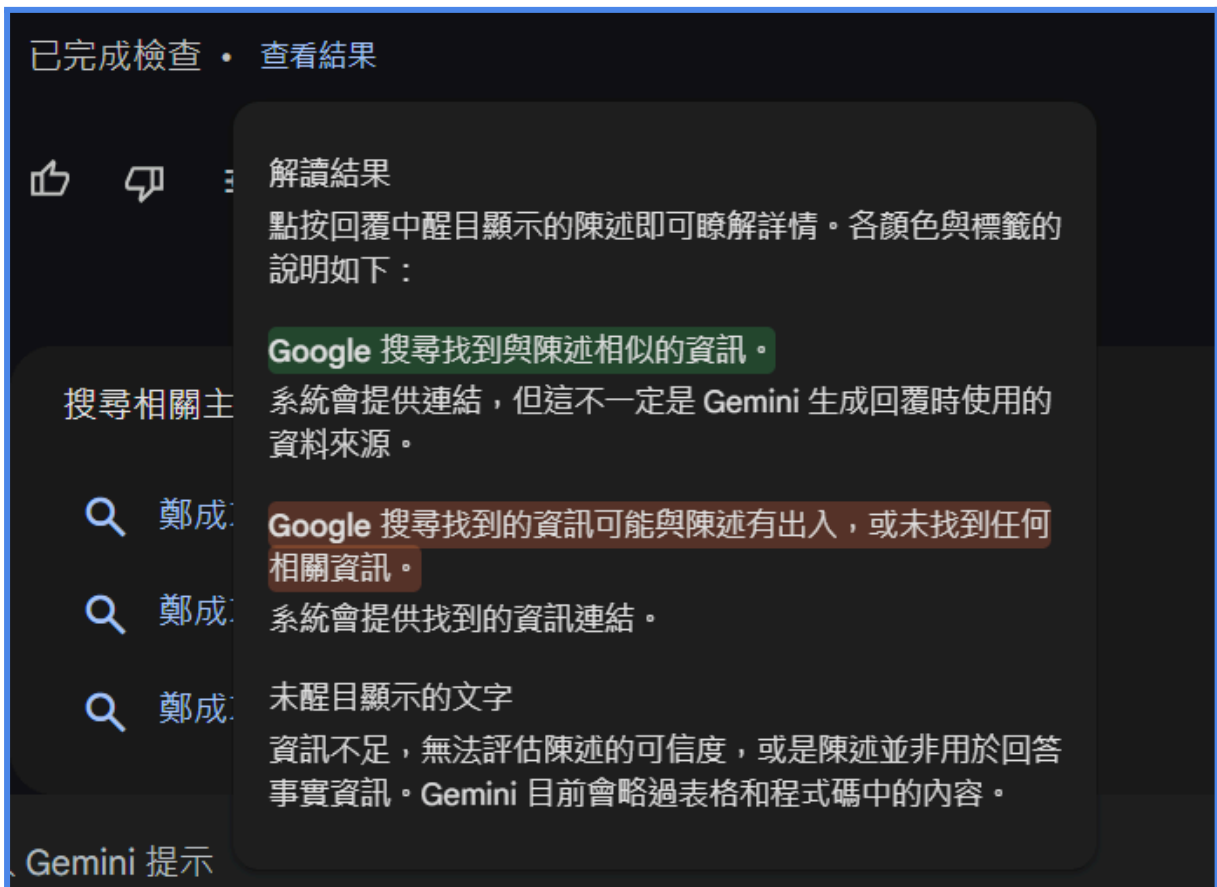 已完成檢查 • 查看結果
解讀結果
點按回覆中醒目顯示的陳述即可瞭解詳情。各顏色與標籤的
說明如下：
Google 搜尋找到與陳述相似的資訊。
搜尋相關主
系統會提供連結，但這不一定是 Gemini 生成回覆時使用的
資料來源。
鄭成
Google 搜尋找到的資訊可能與陳述有出入，或未找到任何
相關資訊。
鄭成
系統會提供找到的資訊連結。
鄭成
未醒目顯示的文字
資訊不足，無法評估陳述的可信度，或是陳述並非用於回答
事實資訊。Gemini 目前會略過表格和程式碼中的內容。
Gemini 提示